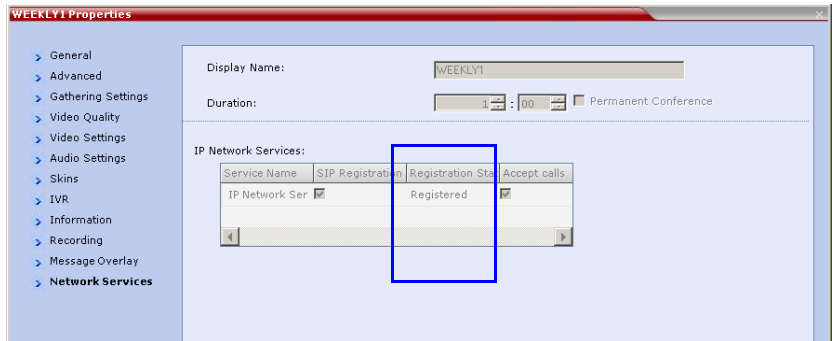 WEEKLY1 Properties
General
Advanced
Gathering Settings
Video Quality
Video Settings
Audio Settings
Skins
IVR
Information
Recording
Message Overlay
Network Services
Display Name: WEEKLY1
Duration: 1 : 00 Permanent Conference
IP Network Services:
Service Name SIP Registration Registration Stat Accept calls
IP Network Ser Registered